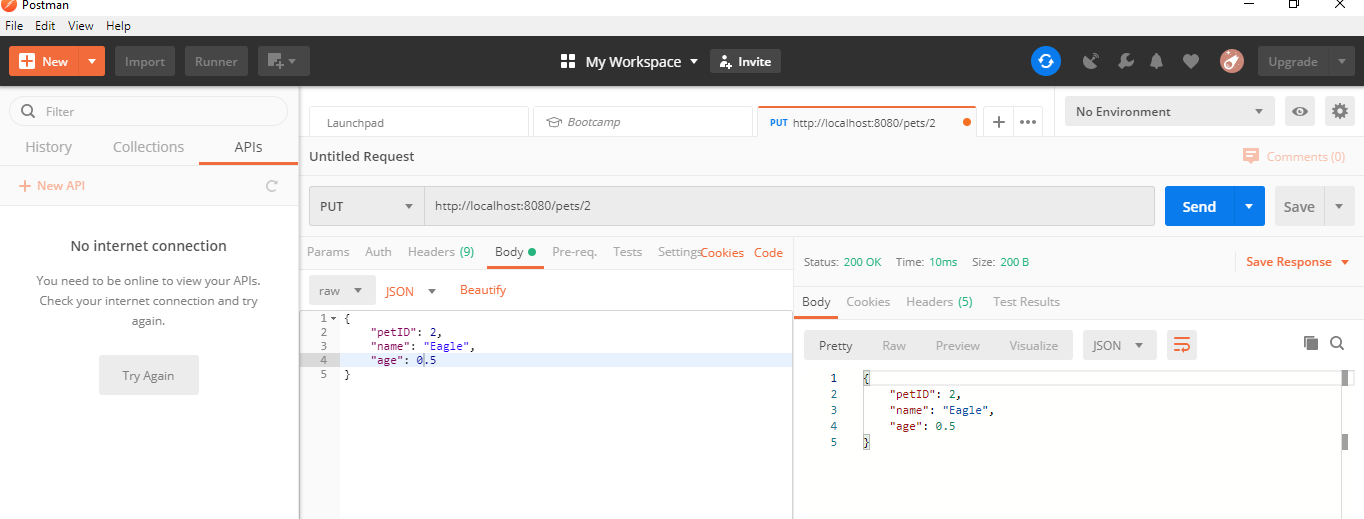 Postman
File Edit View Help
New Import Runner My Workspace Invite Upgrade
Filter
History Collections APIs
New API
No internet connection
You need to be online to view your APIs.
Check your internet connection and try
again.
Try Again
Launchpad Bootcamp PUT http://localhost:8080/pets/2 No Environment
Untitled Request Comments (0)
PUT http://localhost:8080/pets/2 Send Save
Params Auth Headers (9) Body Pre-req. Tests Settings Cookies Code
raw JSON Beautify
1 {
2 "petID": 2,
3 "name": "Eagle",
4 "age": 0.5
5 }
Status: 200 OK Time: 10ms Size: 200 B Save Response
Body Cookies Headers (5) Test Results
Pretty Raw Preview Visualize JSON
1 {
2 "petID": 2,
3 "name": "Eagle",
4 "age": 0.5
5 }